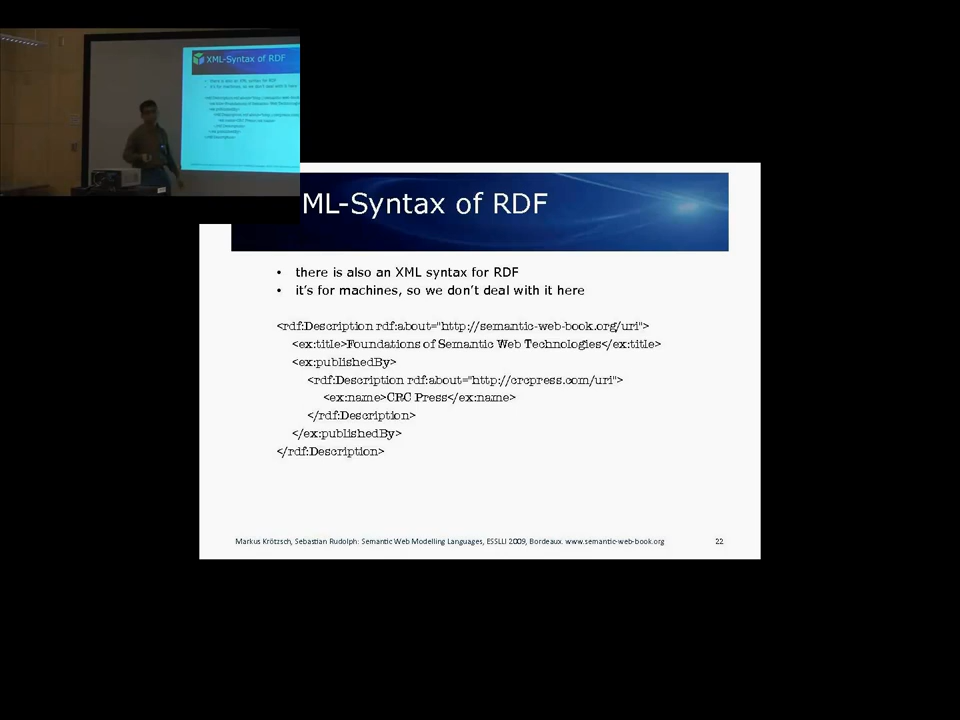 XML-Syntax of RDF
ML-Syntax of RDF
• there is also an XML syntax for RDF
• it's for machines, so we don't deal with it here
<rdf:Description rdf:about="http://semantic-web-book.org/uri">
<ex:title>Foundations of Semantic Web Technologies</ex:title>
<ex:publishedBy>
<rdf:Description rdf:about="http://crcpress.com/uri">
<ex:name>CRC Press</ex:name>
</rdf:Description>
</ex:publishedBy>
</rdf:Description>
Markus Krötzsch, Sebastian Rudolph: Semantic Web Modelling Languages, ESSLLI 2009, Bordeaux. www.semantic-web-book.org 22